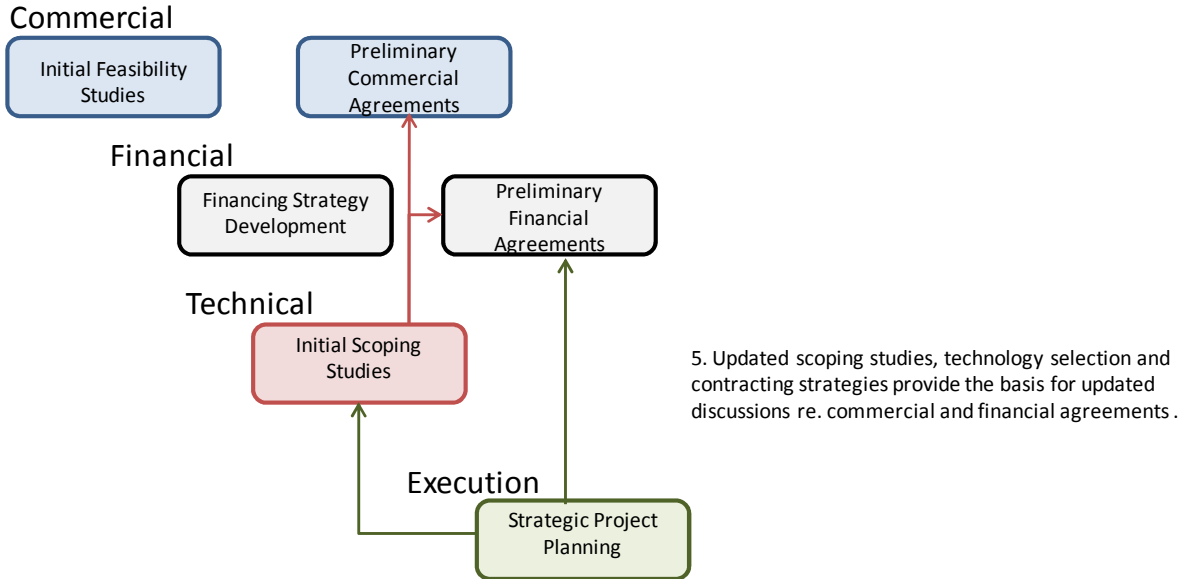 Commercial
Initial Feasibility
Studies
Preliminary
Commercial
Agreements
Financial
Financing Strategy
Development
Preliminary
Financial
Agreements
Technical
Initial Scoping
Studies
5. Updated scoping studies, technology selection and
contracting strategies provide the basis for updated
discussions re. commercial and financial agreements .
Execution
Strategic Project
Planning